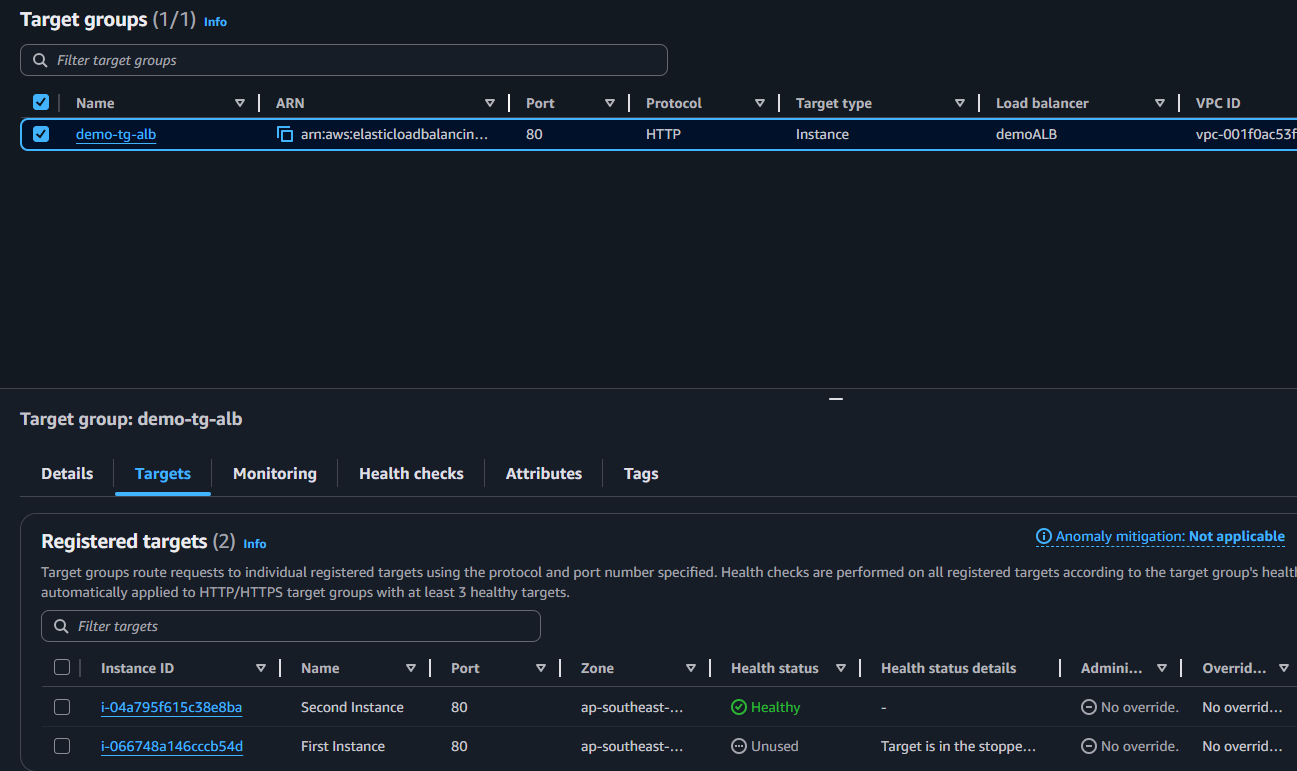 Target groups (1/1) Info
Filter target groups
Name ARN Port Protocol Target type Load balancer VPC ID
demo-tg-alb arn:aws:elasticloadbalancin... 80 HTTP Instance demoALB vpc-001f0ac53f
Target group: demo-tg-alb
Details Targets Monitoring Health checks Attributes Tags
Registered targets (2) Info Anomaly mitigation: Not applicable
Target groups route requests to individual registered targets using the protocol and port number specified. Health checks are performed on all registered targets according to the target group's healt
automatically applied to HTTP/HTTPS target groups with at least 3 healthy targets.
Filter targets
Instance ID Name Port Zone Health status Health status details Admini... Overrid...
i-04a795f615c38e8ba Second Instance 80 ap-southeast-... Healthy - No override. No overrid...
i-066748a146cccb54d First Instance 80 ap-southeast-... Unused Target is in the stoppe... No override. No overrid...